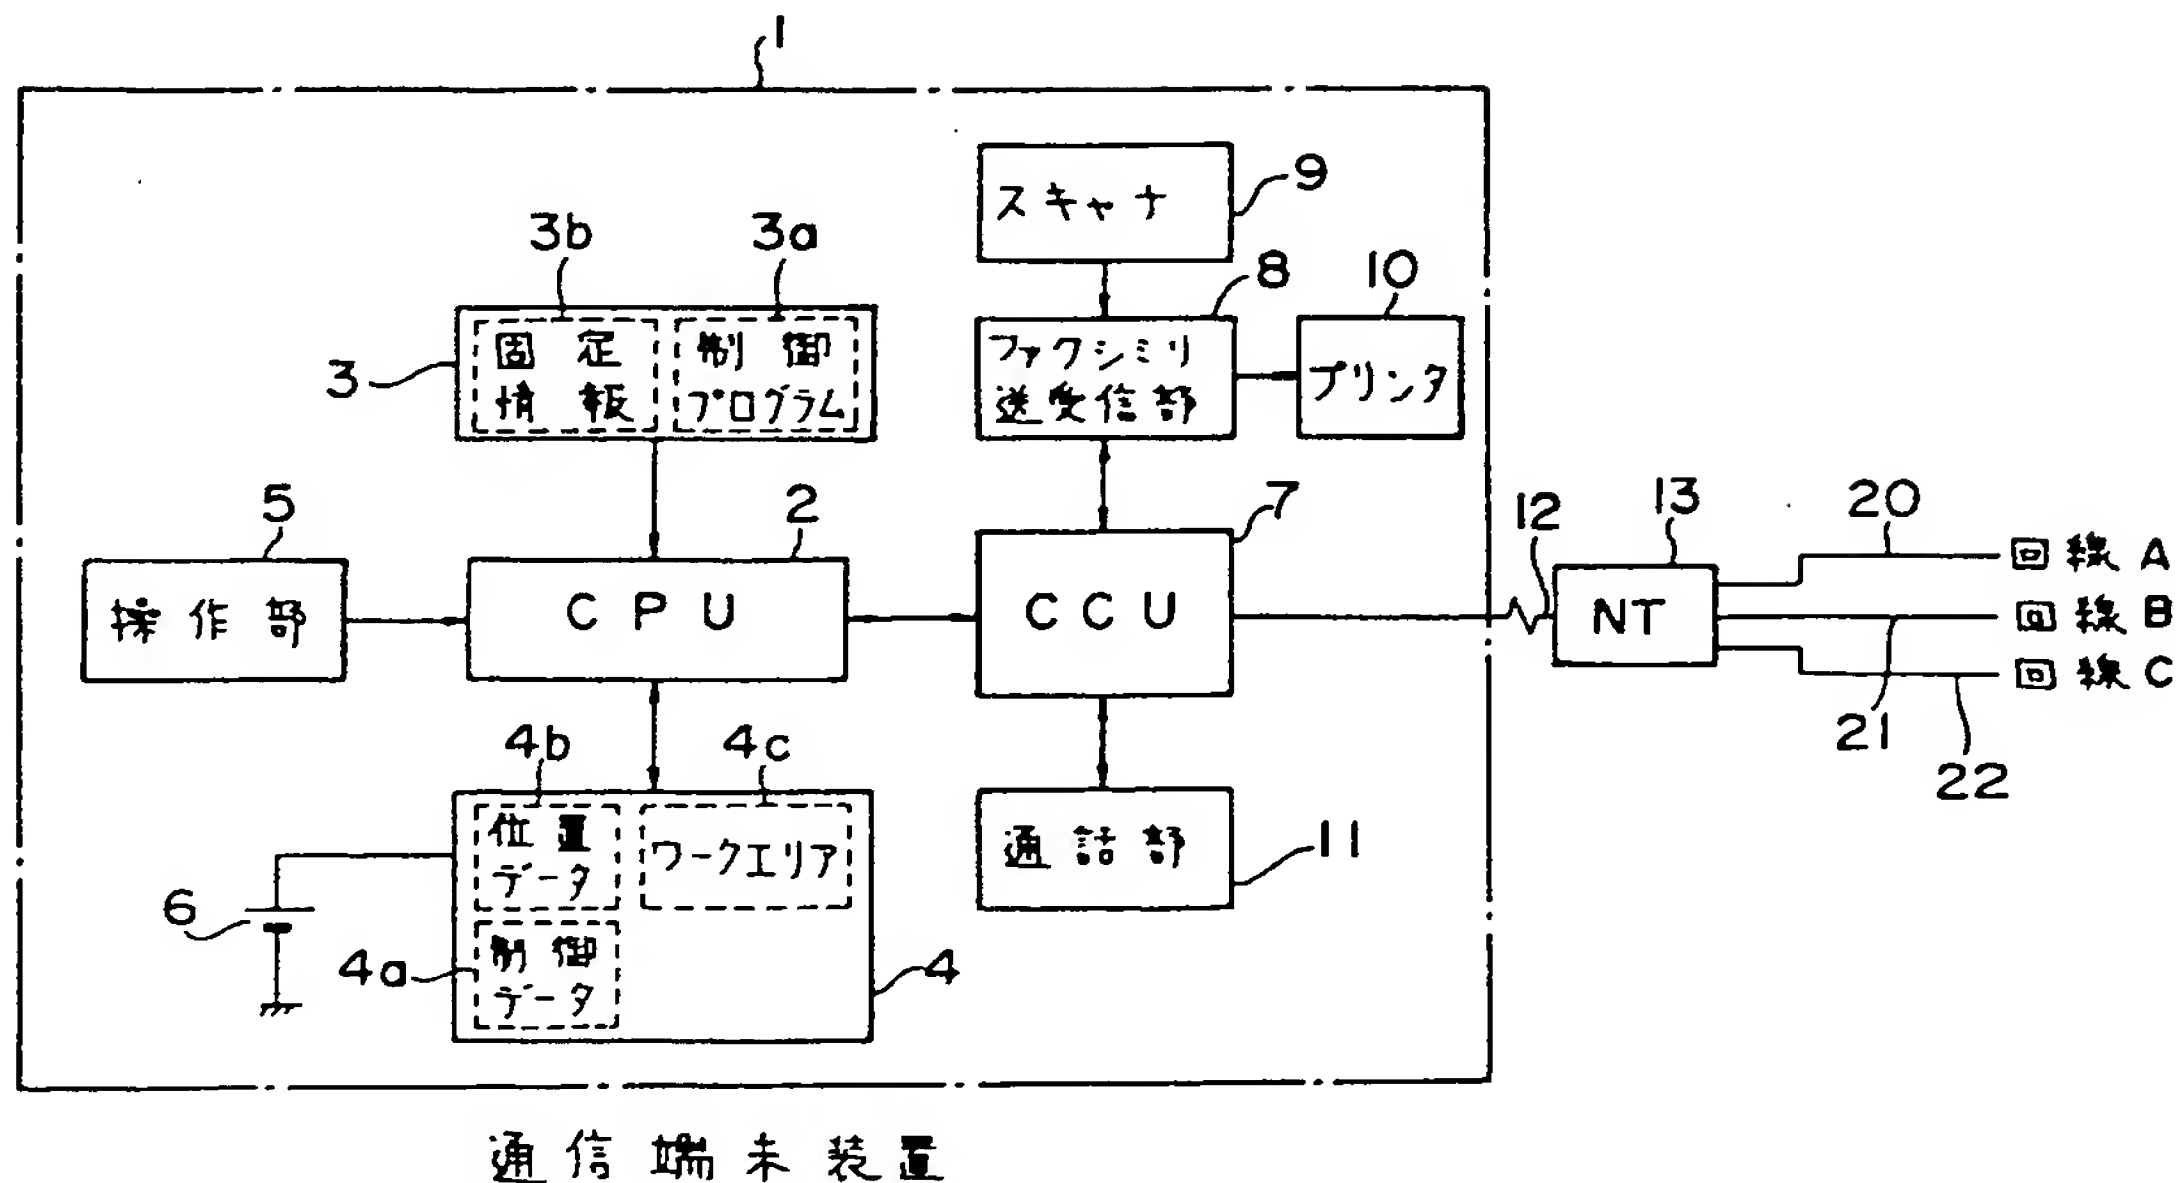 1
スキャナ
9
3b
3a
8
10
固定
情報
制御
プログラム
3
ファクシミリ
送受信部
プリンタ
5
2
7
12
13
20
操作部
CPU
CCU
NT
回線A
回線B
回線C
21
22
4b
4c
位置
データ
ワークエリア
通話部
11
6
4a
制御
データ
4
通信端末装置